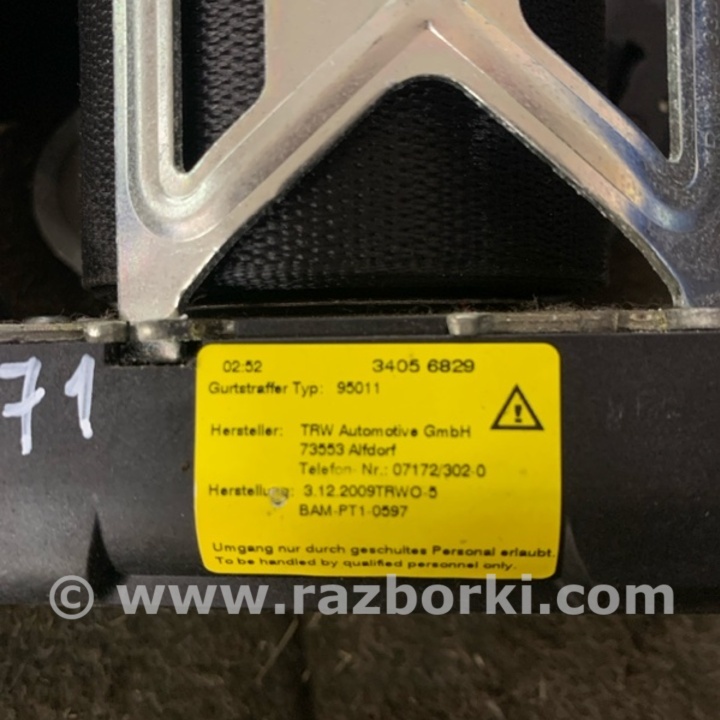 02:52 3405 6829
Gurtstraffer Typ: 95011
Hersteller: TRW Automotive GmbH
73553 Alfdorf
Telefon- Nr.: 07172/302-0
Herstellung: 3.12.2009TRWO-5
BAM-PT1-0597
Umgang nur durch geschultes Personal erlaubt.
To be handled by qualified personnel only.
71
© www.razborki.com